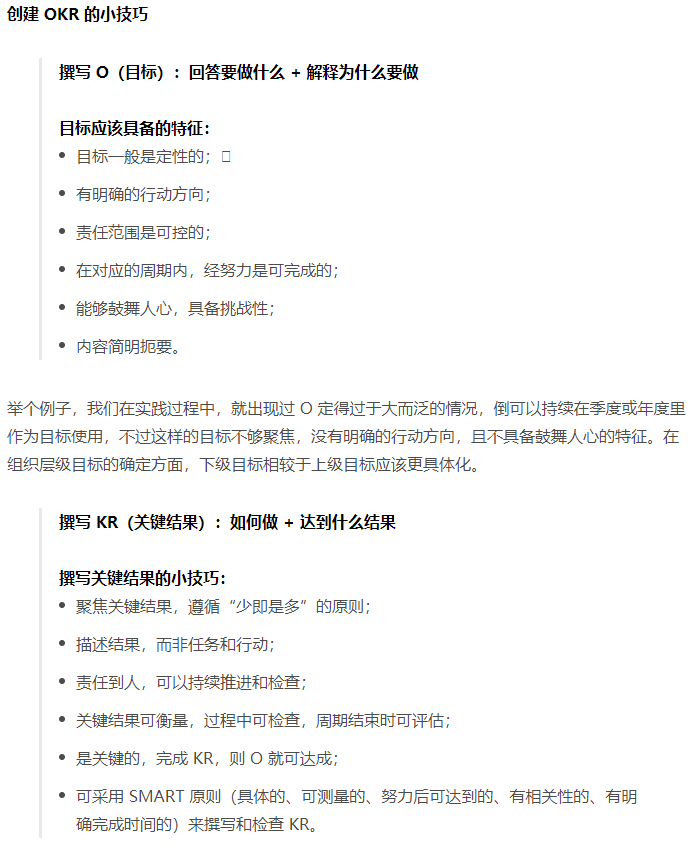 创建 OKR 的小技巧
撰写 O（目标）：回答要做什么 + 解释为什么要做
目标应该具备的特征：
目标一般是定性的；
有明确的行动方向；
责任范围是可控的；
在对应的周期内，经努力是可完成的；
能够鼓舞人心，具备挑战性；
内容简明扼要。
举个例子，我们在实践过程中，就出现过 O 定得过于大而泛的情况，倒可以持续在季度或年度里
作为目标使用，不过这样的目标不够聚焦，没有明确的行动方向，且不具备鼓舞人心的特征。在
组织层级目标的确定方面，下级目标相较于上级目标应该更具体化。
撰写 KR（关键结果）：如何做 + 达到什么结果
撰写关键结果的小技巧：
聚焦关键结果，遵循“少即是多”的原则；
描述结果，而非任务和行动；
责任到人，可以持续推进和检查；
关键结果可衡量，过程中可检查，周期结束时可评估；
是关键的，完成 KR，则 O 就可达成；
可采用 SMART 原则（具体的、可测量的、努力后可达到的、有相关性的、有明
确完成时间的）来撰写和检查 KR。